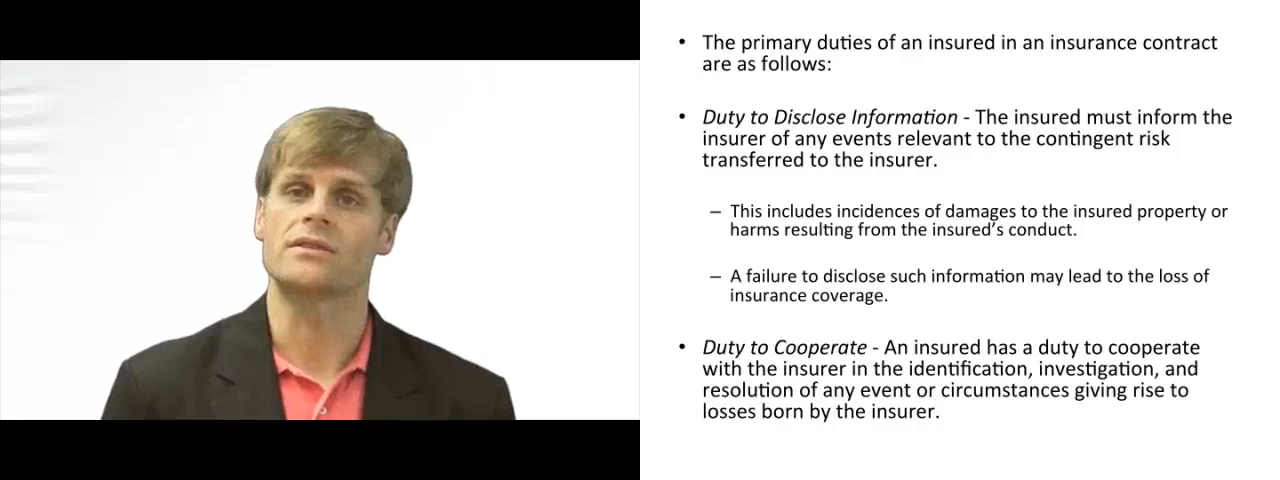 • The primary duties of an insured in an insurance contract
are as follows:
• Duty to Disclose Information - The insured must inform the
insurer of any events relevant to the contingent risk
transferred to the insurer.
– This includes incidences of damages to the insured property or
harms resulting from the insured's conduct.
– A failure to disclose such information may lead to the loss of
insurance coverage.
• Duty to Cooperate - An insured has a duty to cooperate
with the insurer in the identification, investigation, and
resolution of any event or circumstances giving rise to
losses born by the insurer.